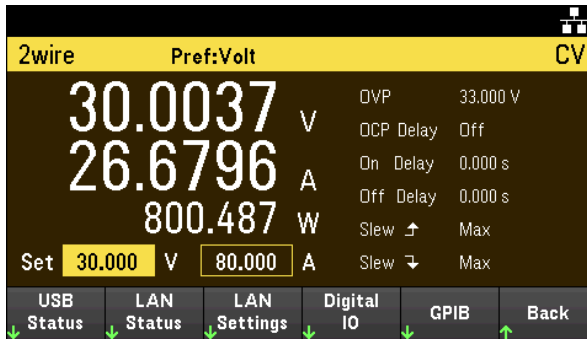 2wire Pref:Volt CV
30.0037 V
26.6796 A
800.487 W
Set 30.000 V 80.000 A
OVP 33.000 V
OCP Delay Off
On Delay 0.000 s
Off Delay 0.000 s
Slew Max
Slew Max
USB Status
LAN Status
LAN Settings
Digital IO
GPIB
Back